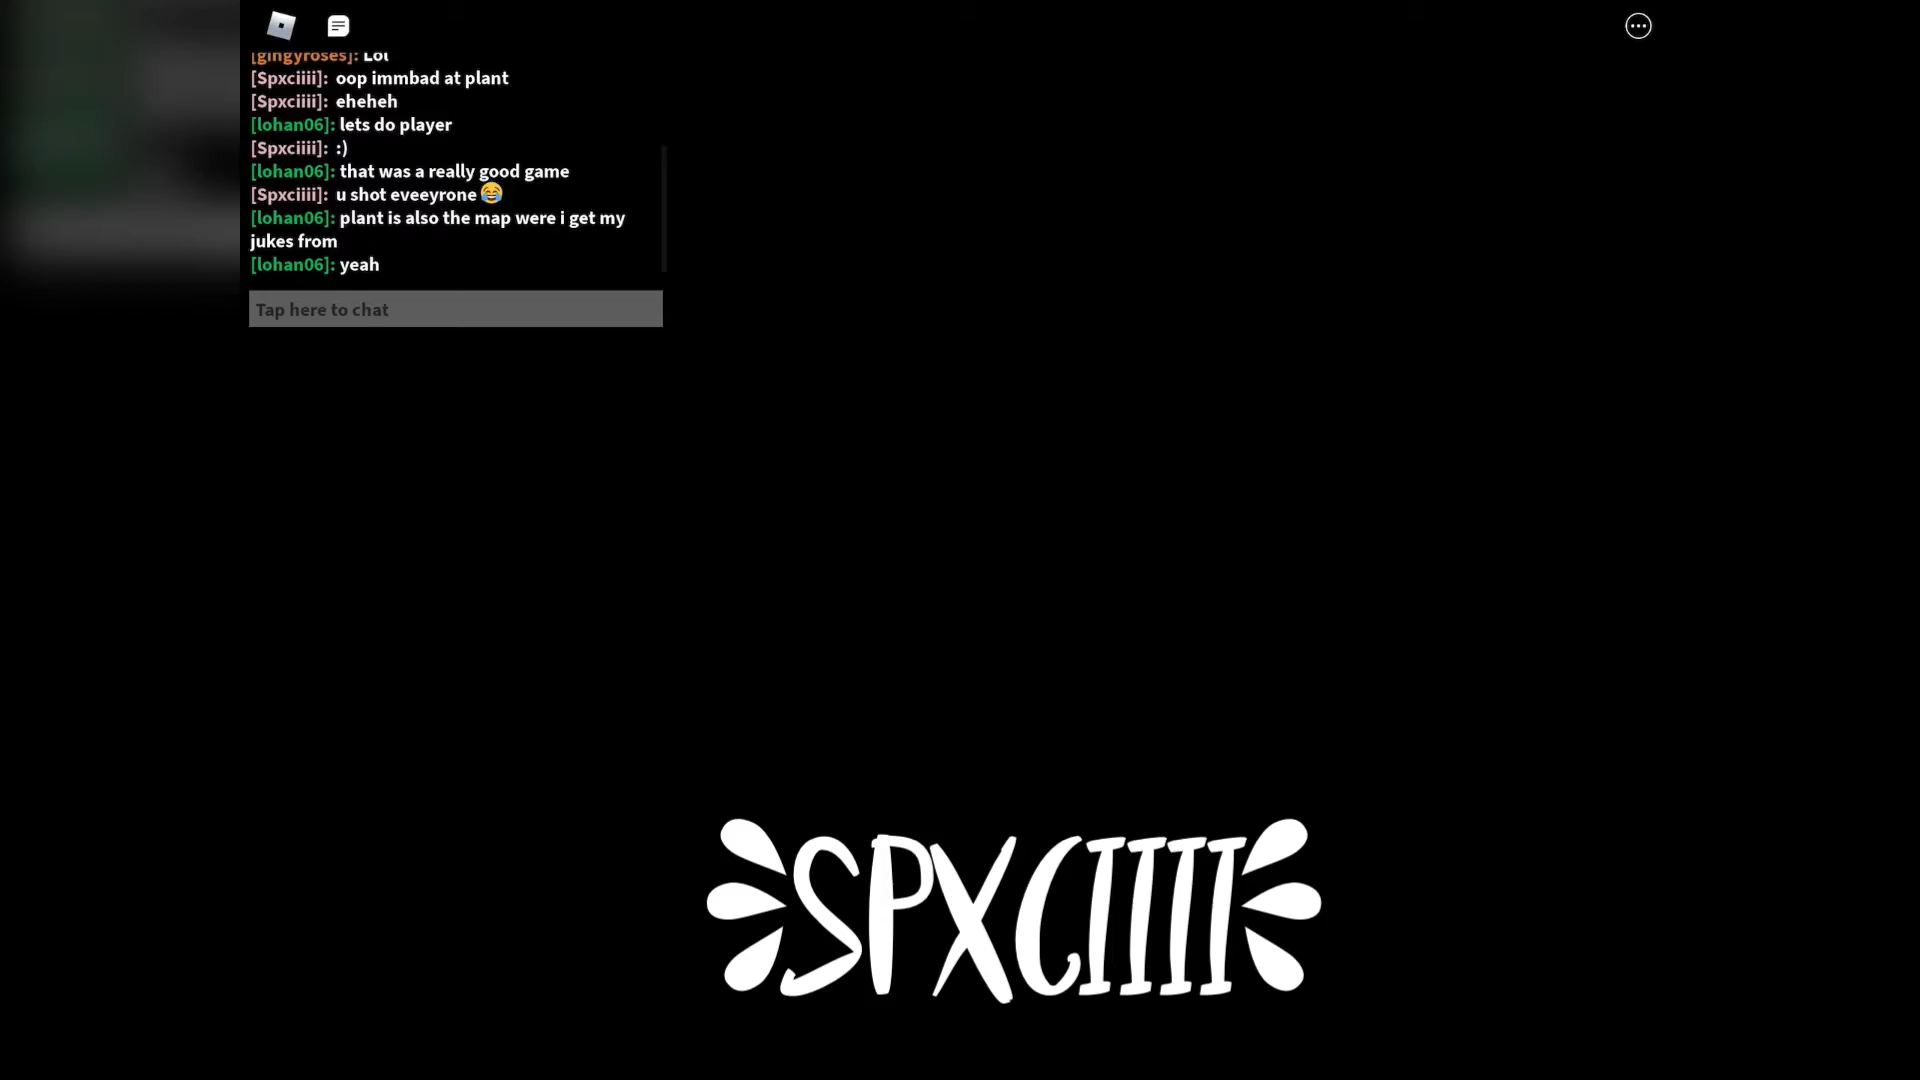 [gingyroses]: Lol
[Spxciiii]: oop immbad at plant
[Spxciiii]: eheheh
[lohan06]: lets do player
[Spxciiii]: :)
[lohan06]: that was a really good game
[Spxciiii]: u shot eveeyrone 😂
[lohan06]: plant is also the map were i get my
jukes from
[lohan06]: yeah
Tap here to chat
SPXCIIII